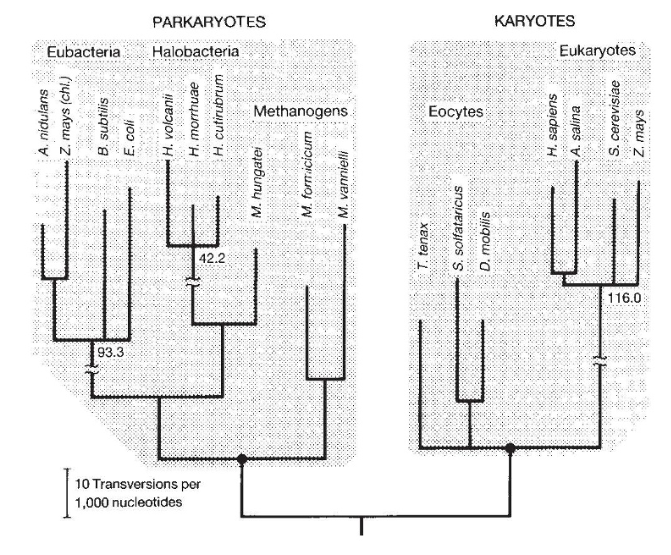 PARKARYOTES
KARYOTES
Eubacteria
Halobacteria
Eukaryotes
Methanogens
Eocytes
A. nidulans
Z. mays (chl.)
B. subtilis
E. coli
H. volcanii
H. morrhuae
H. cutirubrum
M. hungatei
M. formicicum
M. vannielli
T. tenax
S. solfataricus
D. mobilis
H. sapiens
A. salina
S. cerevisiae
Z. mays
42.2
93.3
116.0
10 Transversions per
1,000 nucleotides